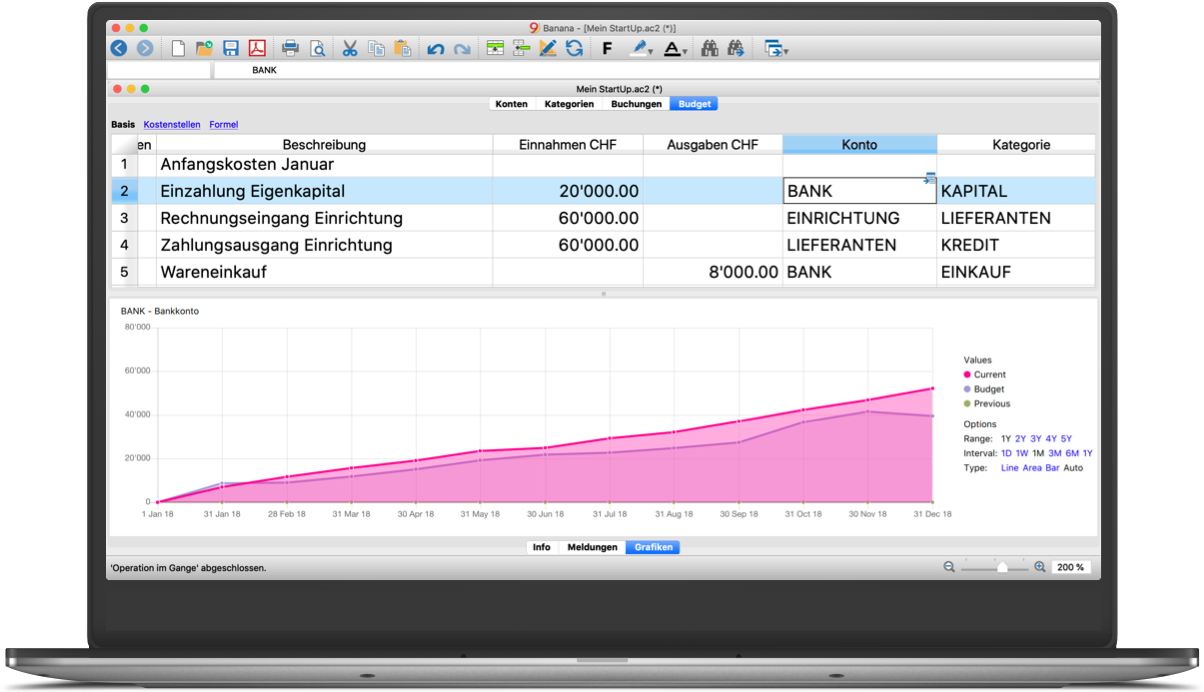 9 Banana - [Mein StartUp.ac2 (*)]
F A
BANK
Mein StartUp.ac2 (*)
Konten Kategorien Buchungen Budget
Basis Kostenstellen Formel
en Beschreibung Einnahmen CHF Ausgaben CHF Konto Kategorie
1 Anfangskosten Januar
2 Einzahlung Eigenkapital 20'000.00 BANK KAPITAL
3 Rechnungseingang Einrichtung 60'000.00 EINRICHTUNG LIEFERANTEN
4 Zahlungsausgang Einrichtung 60'000.00 LIEFERANTEN KREDIT
5 Wareneinkauf 8'000.00 BANK EINKAUF
BANK - Bankkonto
80'000
60'000
40'000
20'000
0
1 Jan 18 31 Jan 18 28 Feb 18 31 Mar 18 30 Apr 18 31 May 18 30 Jun 18 31 Jul 18 31 Aug 18 30 Sep 18 31 Oct 18 30 Nov 18 31 Dec 18
Values
Current
Budget
Previous
Options
Range: 1Y 2Y 3Y 4Y 5Y
Interval: 1D 1W 1M 3M 6M 1Y
Type: Line Area Bar Auto
Info Meldungen Grafiken
'Operation im Gange' abgeschlossen.
200 %